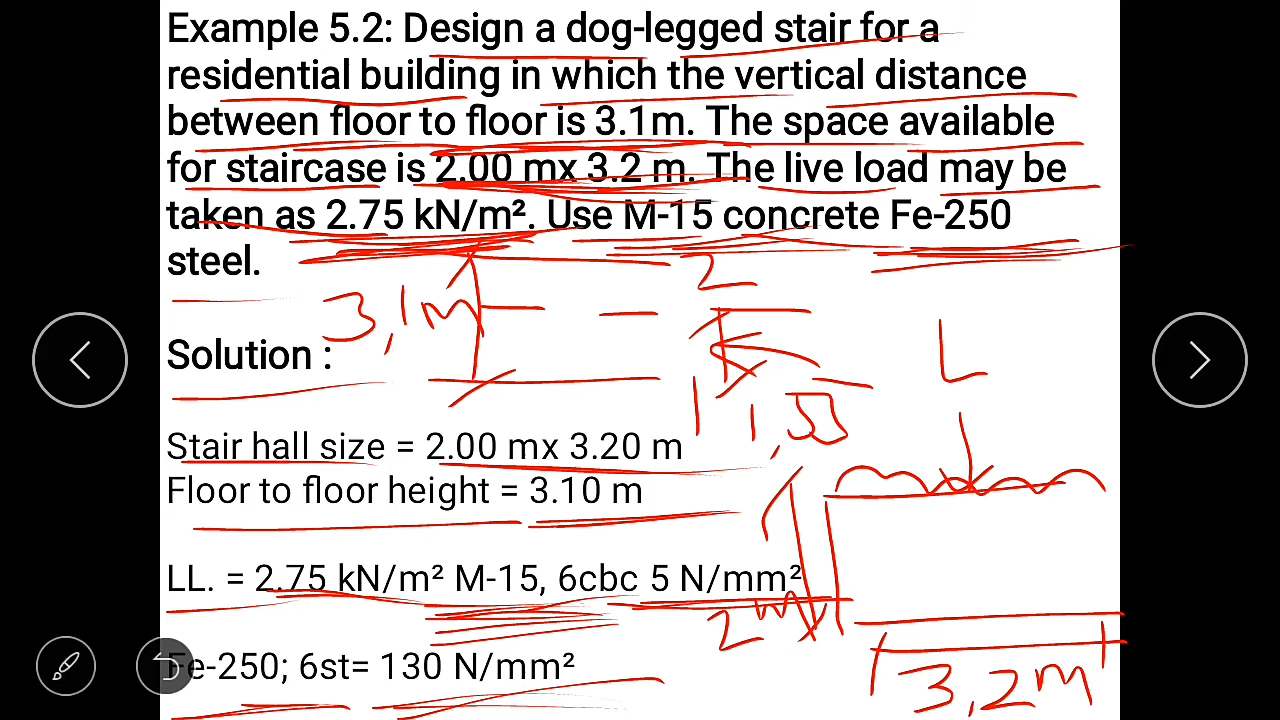 Example 5.2: Design a dog-legged stair for a
residential building in which the vertical distance
between floor to floor is 3.1m. The space available
for staircase is 2.00 mx 3.2 m. The live load may be
taken as 2.75 kN/m². Use M-15 concrete Fe-250
steel.
3,1m
2
Solution :
L
1,55
Stair hall size = 2.00 mx 3.20 m
Floor to floor height = 3.10 m
LL. = 2.75 kN/m² M-15, 6cbc 5 N/mm²
2m
Fe-250; 6st= 130 N/mm²
3,2m